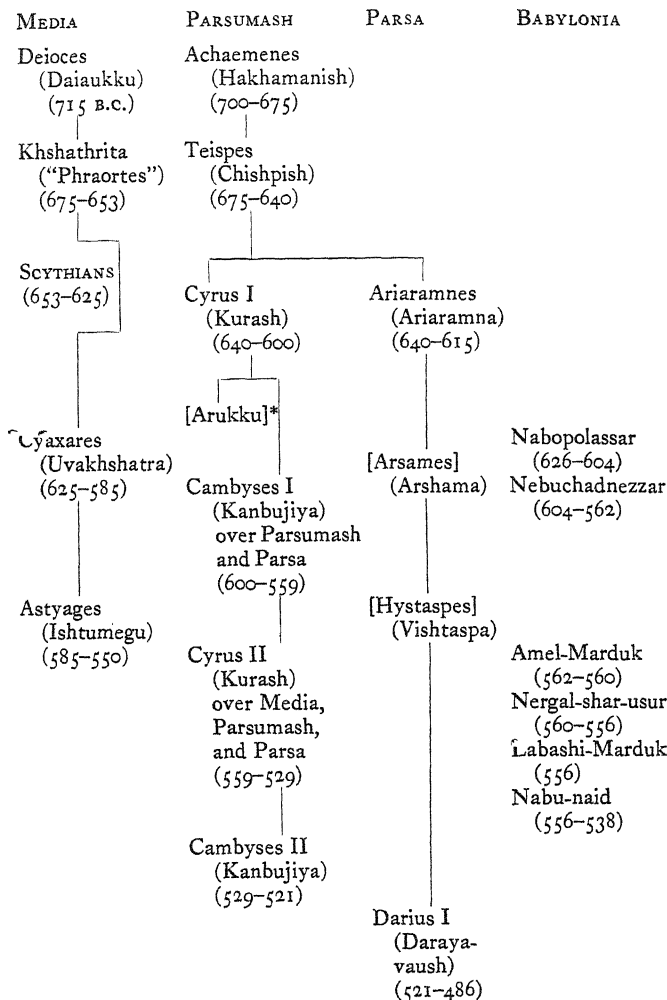 MEDIA
Deioces
(Daiaukku)
(715 B.C.)
Khshathrita
("Phraortes")
(675–653)
SCYTHIANS
(653–625)
Cyaxares
(Uvakhshatra)
(625–585)
Astyages
(Ishtumegu)
(585–550)
PARSUMASH
Achaemenes
(Hakhamanish)
(700–675)
Teispes
(Chishpish)
(675–640)
Cyrus I
(Kurash)
(640–600)
[Arukku]*
Cambyses I
(Kanbujiya)
over Parsumash
and Parsa
(600–559)
Cyrus II
(Kurash)
over Media,
Parsumash,
and Parsa
(559–529)
Cambyses II
(Kanbujiya)
(529–521)
PARSA
Ariaramnes
(Ariaramna)
(640–615)
[Arsames]
(Arshama)
[Hystaspes]
(Vishtaspa)
Darius I
(Daraya-
vaush)
(521–486)
BABYLONIA
Nabopolassar
(626–604)
Nebuchadnezzar
(604–562)
Amel-Marduk
(562–560)
Nergal-shar-usur
(560–556)
Labashi-Marduk
(556)
Nabu-naid
(556–538)